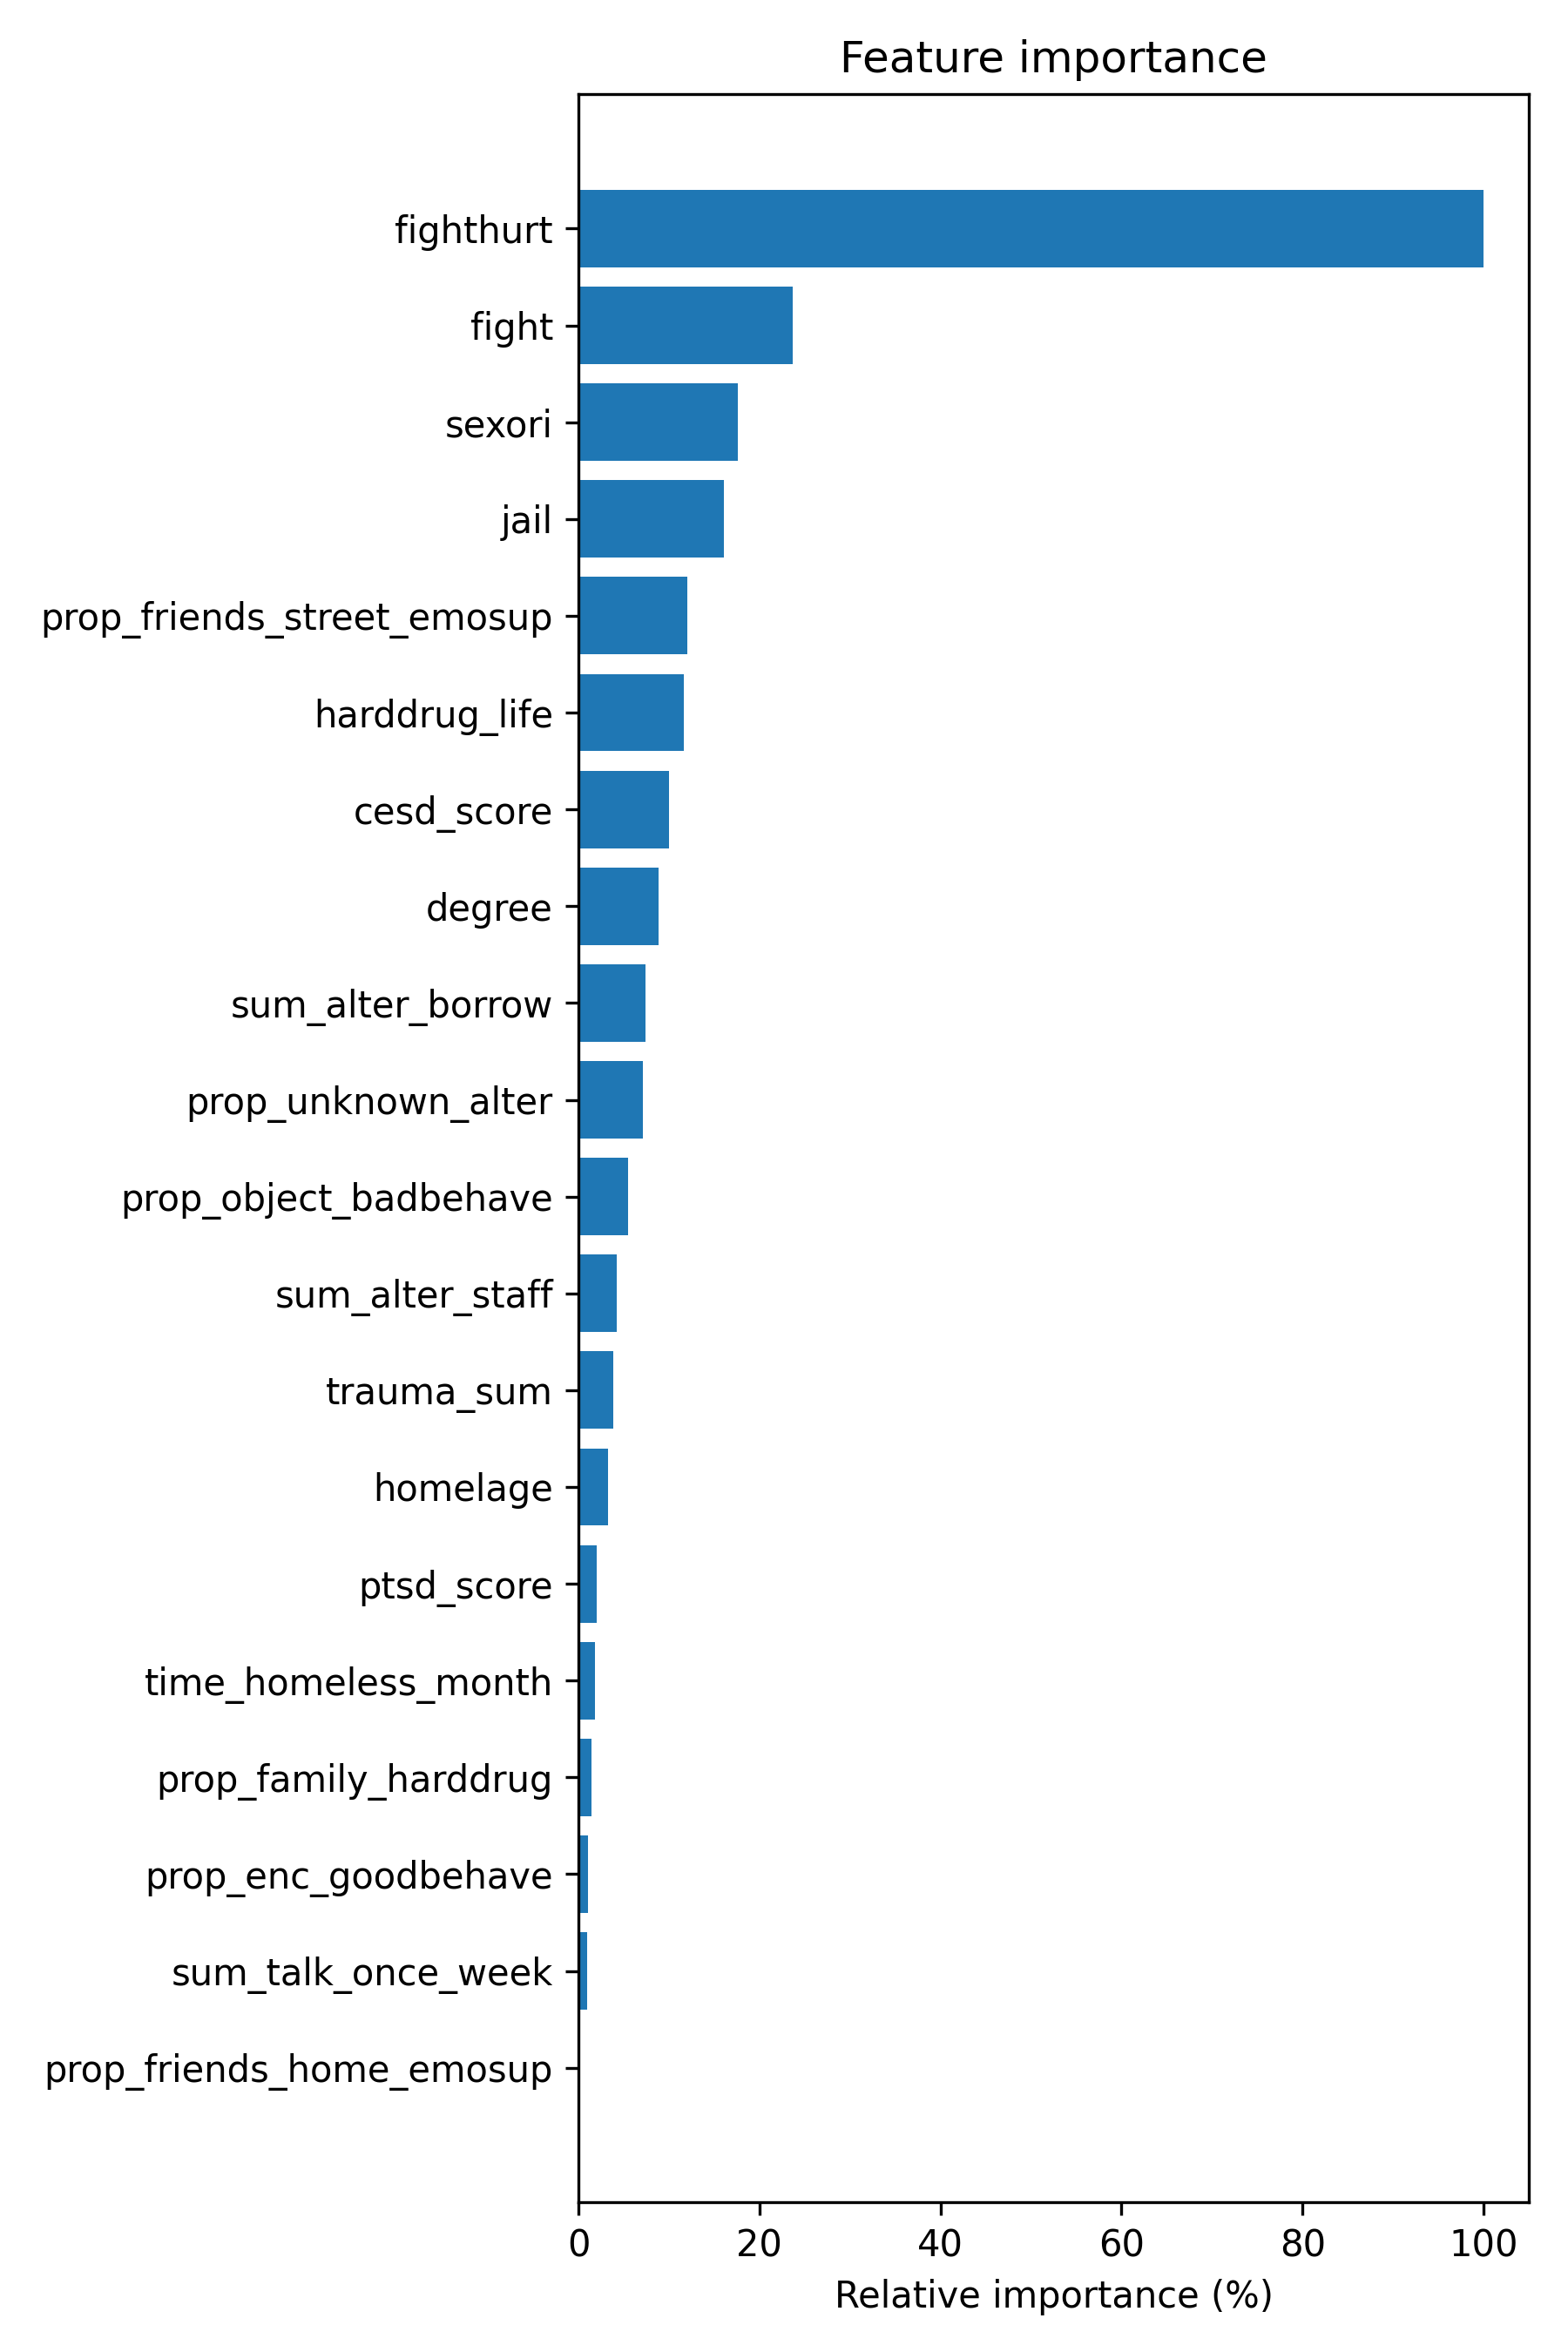 Feature importance
fighthurt
fight
sexori
jail
prop_friends_street_emosup
harddrug_life
cesd_score
degree
sum_alter_borrow
prop_unknown_alter
prop_object_badbehave
sum_alter_staff
trauma_sum
homelage
ptsd_score
time_homeless_month
prop_family_harddrug
prop_enc_goodbehave
sum_talk_once_week
prop_friends_home_emosup
0 20 40 60 80 100
Relative importance (%)